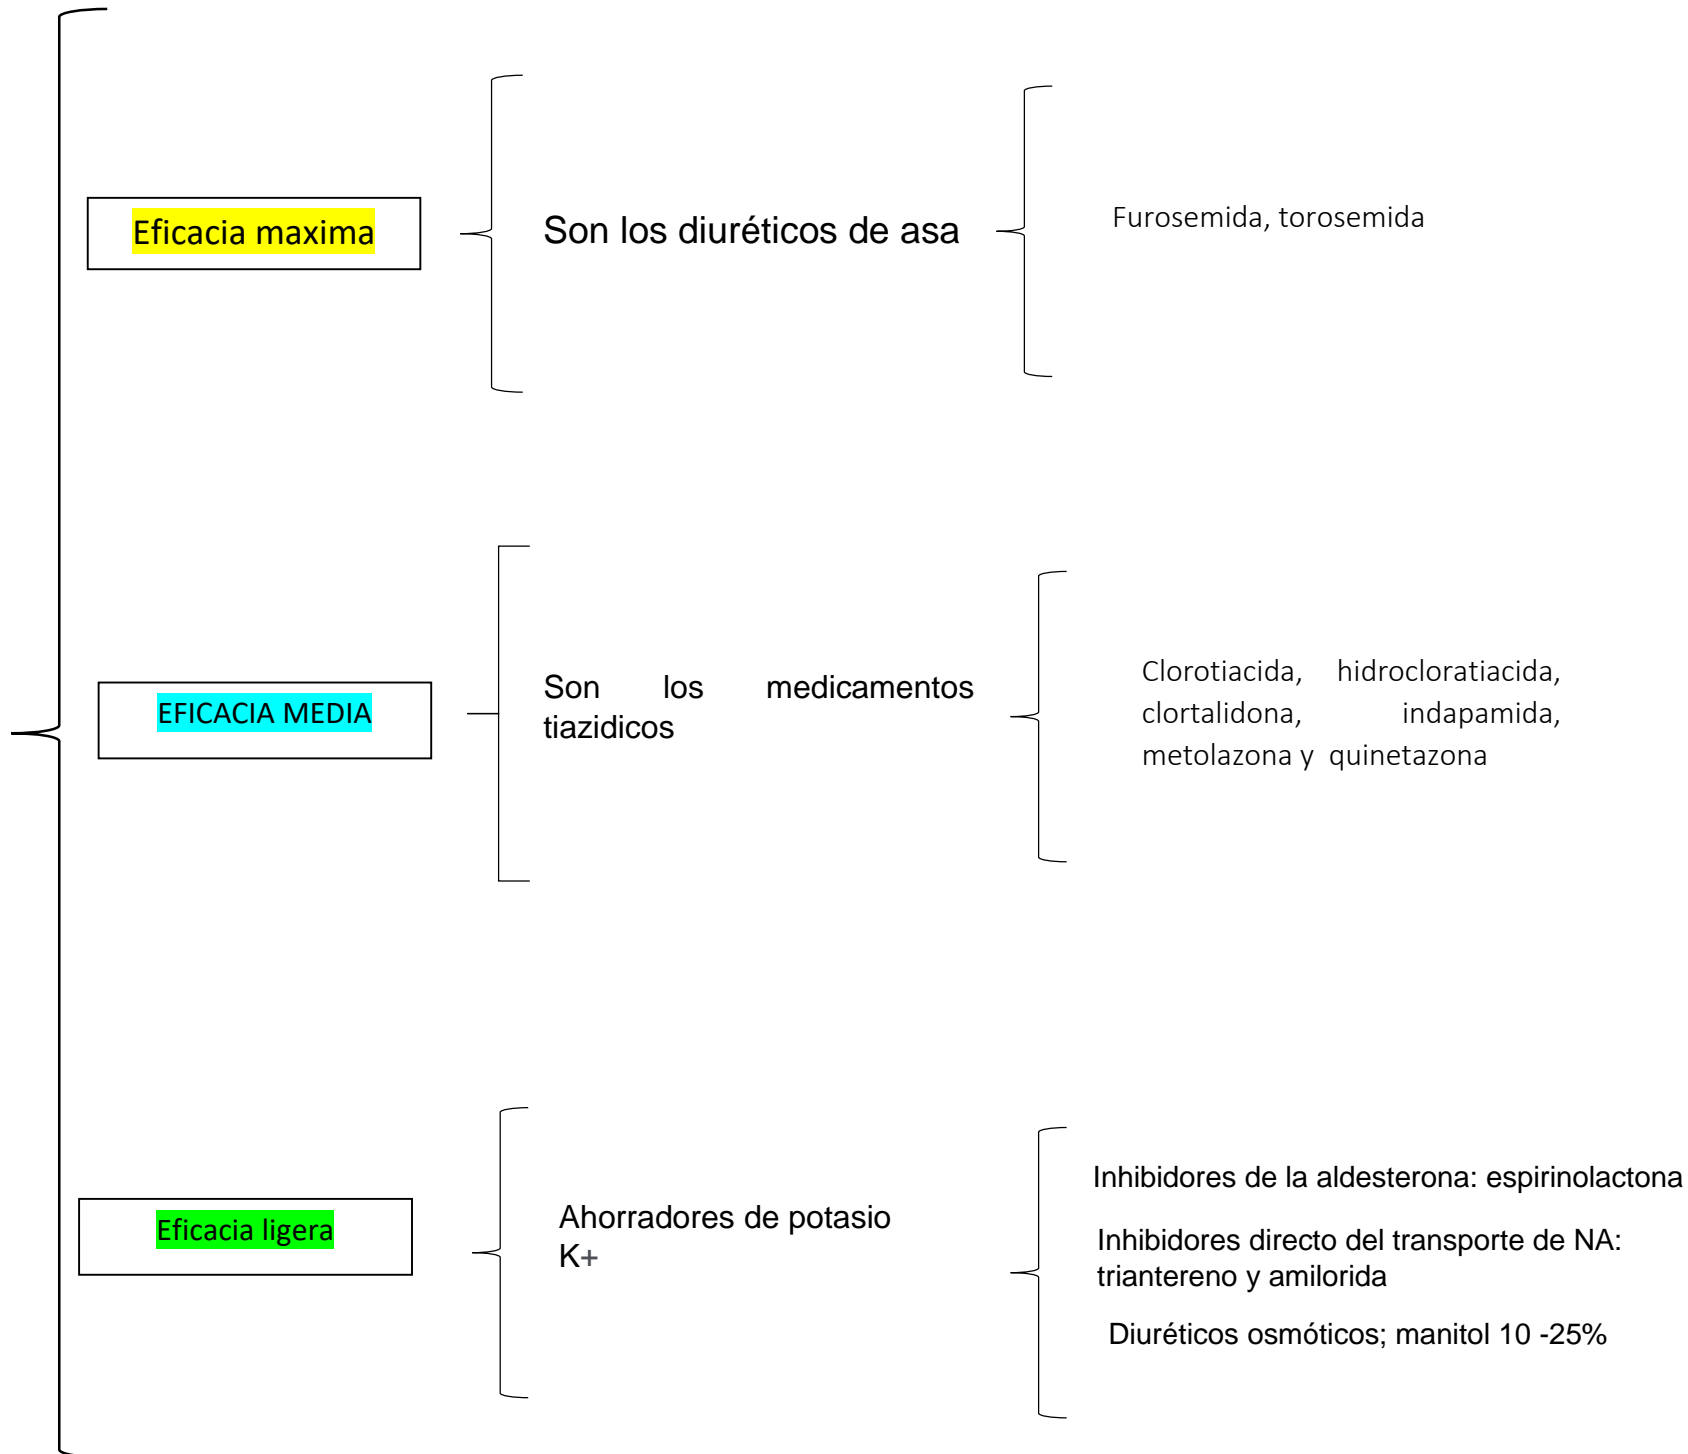 Eficacia maxima
Son los diuréticos de asa
Furosemida, torosemida
EFICACIA MEDIA
Son los medicamentos
tiazidicos
Clorotiacida, hidrocloratiacida,
clortalidona, indapamida,
metolazona y quinetazona
Eficacia ligera
Ahorradores de potasio
K+
Inhibidores de la aldesterona: espirinolactona
Inhibidores directo del transporte de NA:
triantereno y amilorida
Diuréticos osmóticos; manitol 10 -25%